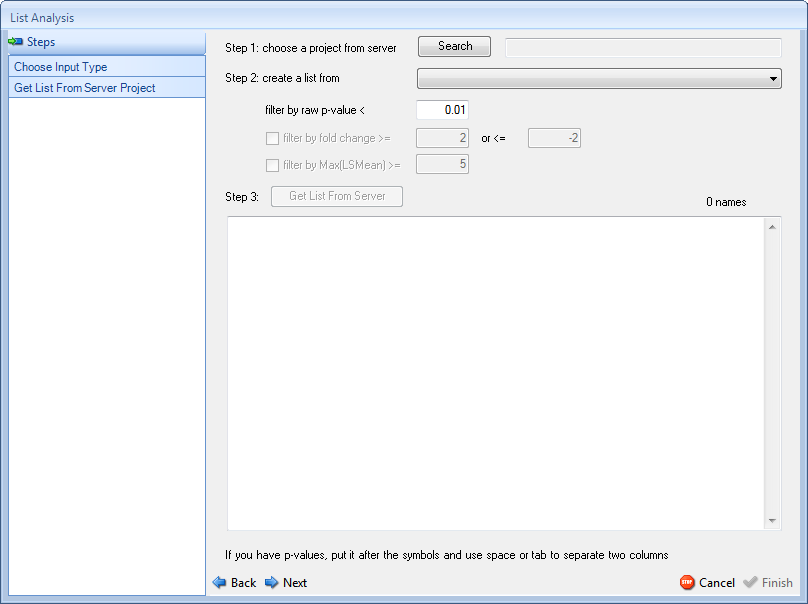 List Analysis
Steps
Choose Input Type
Get List From Server Project
Step 1: choose a project from server
Search
Step 2: create a list from
filter by raw p-value <
0.01
filter by fold change >=
2
or <=
-2
filter by Max(LSMean) >=
5
Step 3:
Get List From Server
0 names
If you have p-values, put it after the symbols and use space or tab to separate two columns
Back
Next
STOP
Cancel
Finish